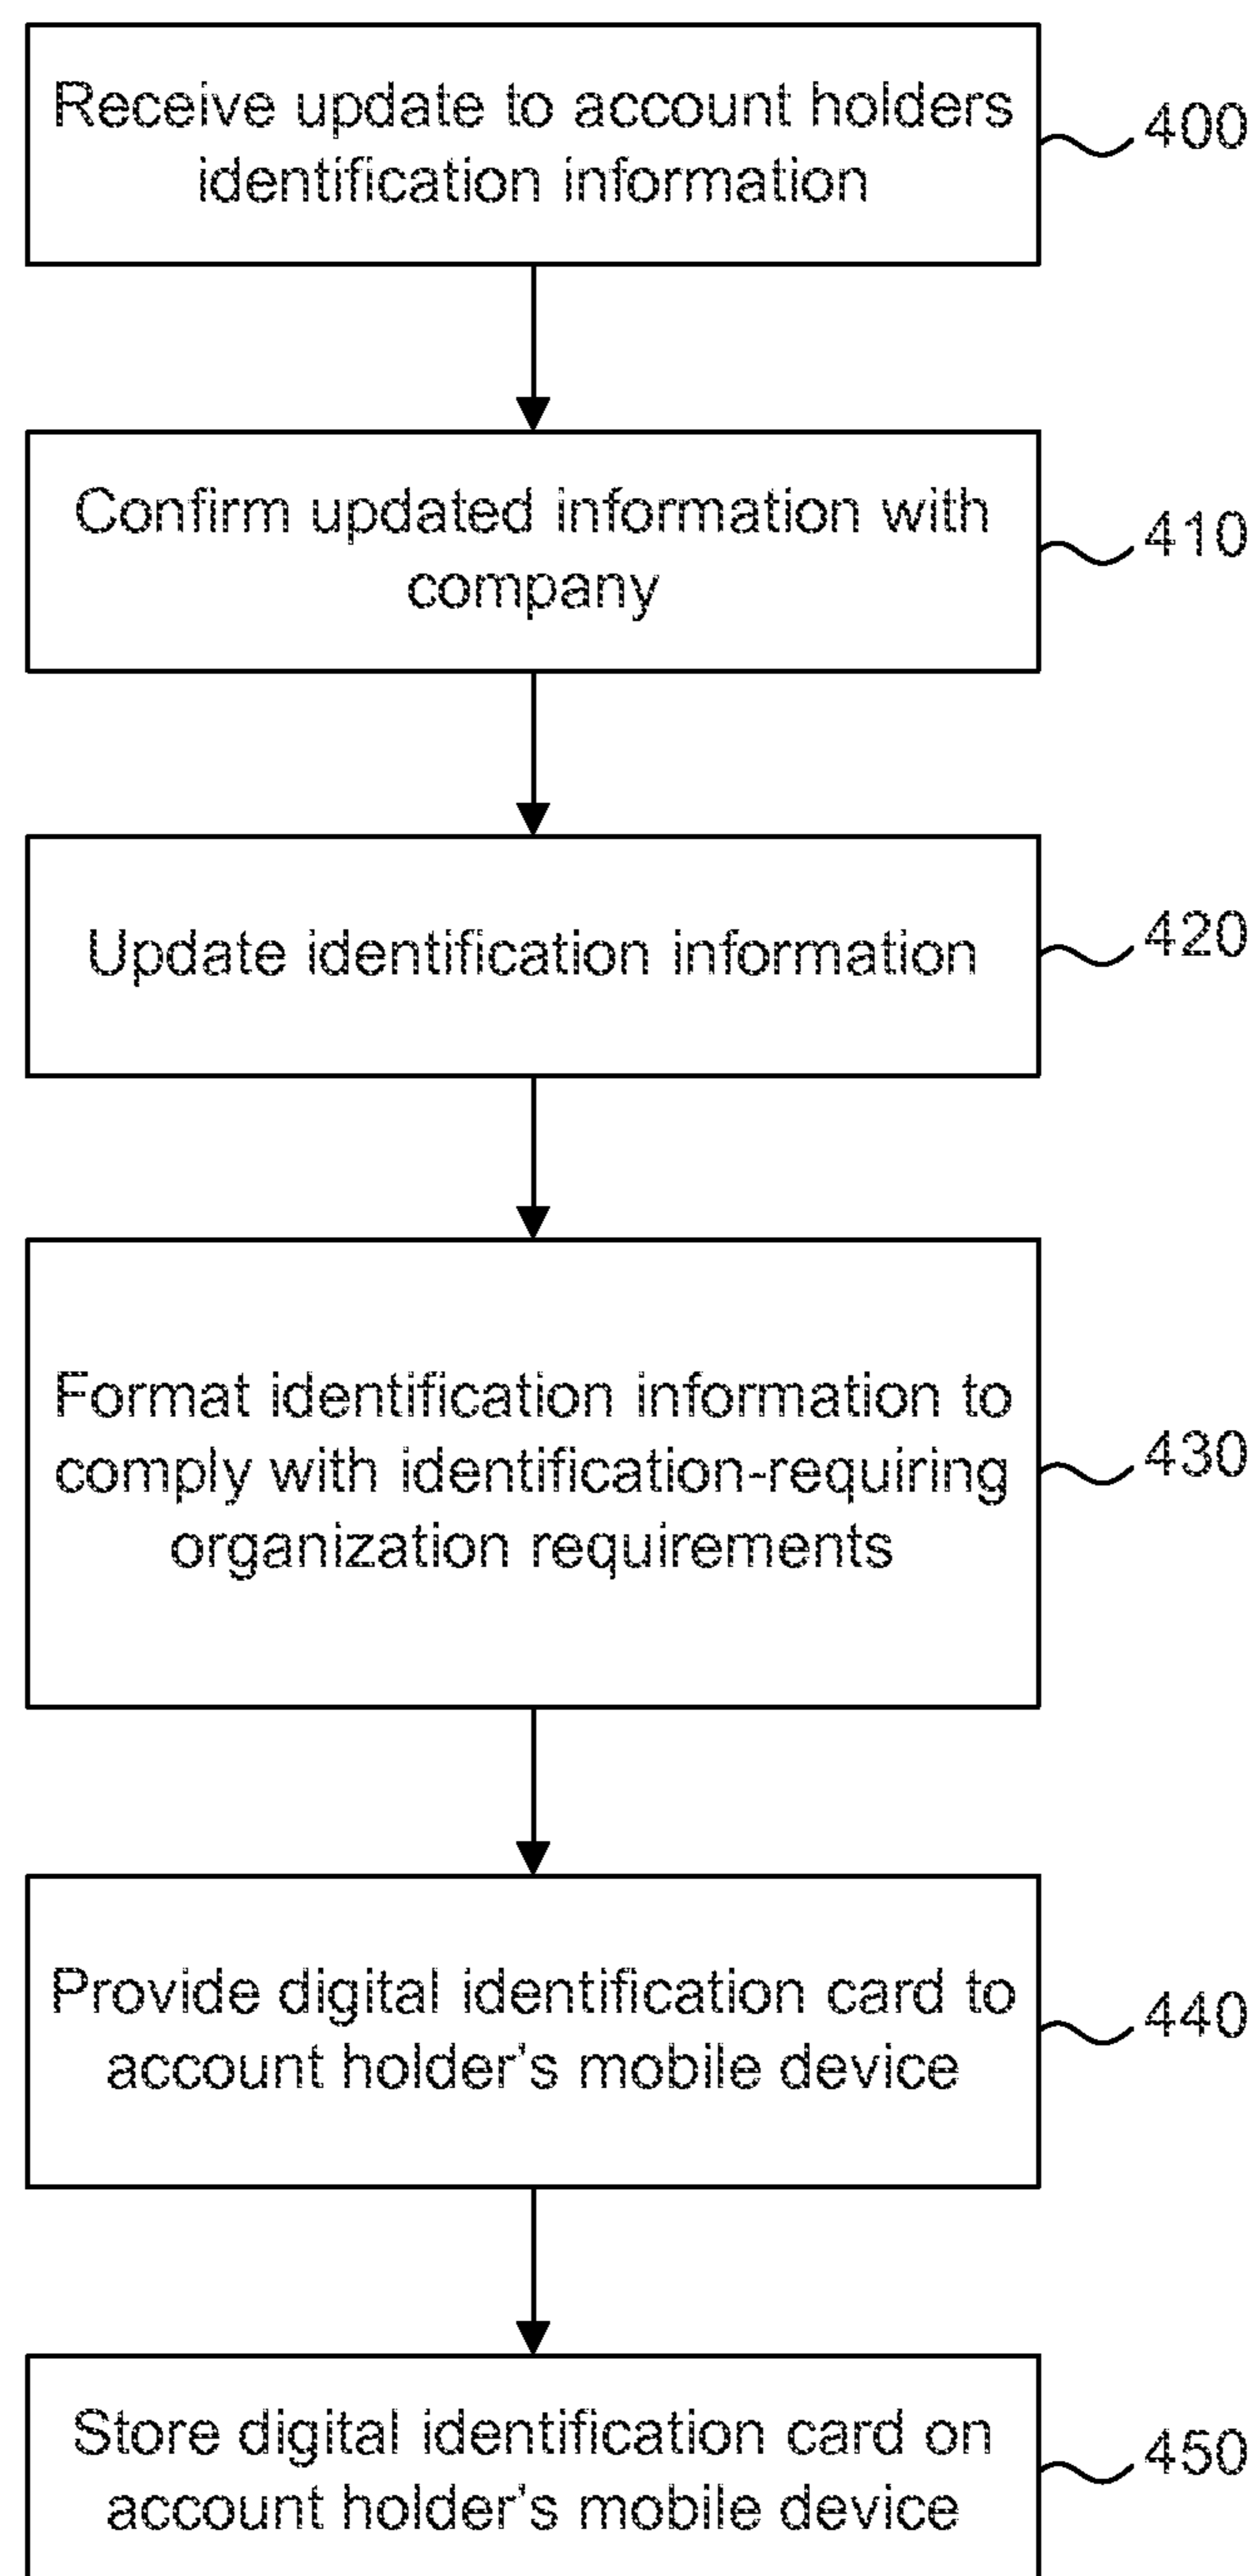 Receive update to account holders
identification information
400
Confirm updated information with
company
410
Update identification information
420
Format identification information to
comply with identification-requiring
organization requirements
430
Provide digital identification card to
account holder's mobile device
440
Store digital identification card on
account holder's mobile device
450